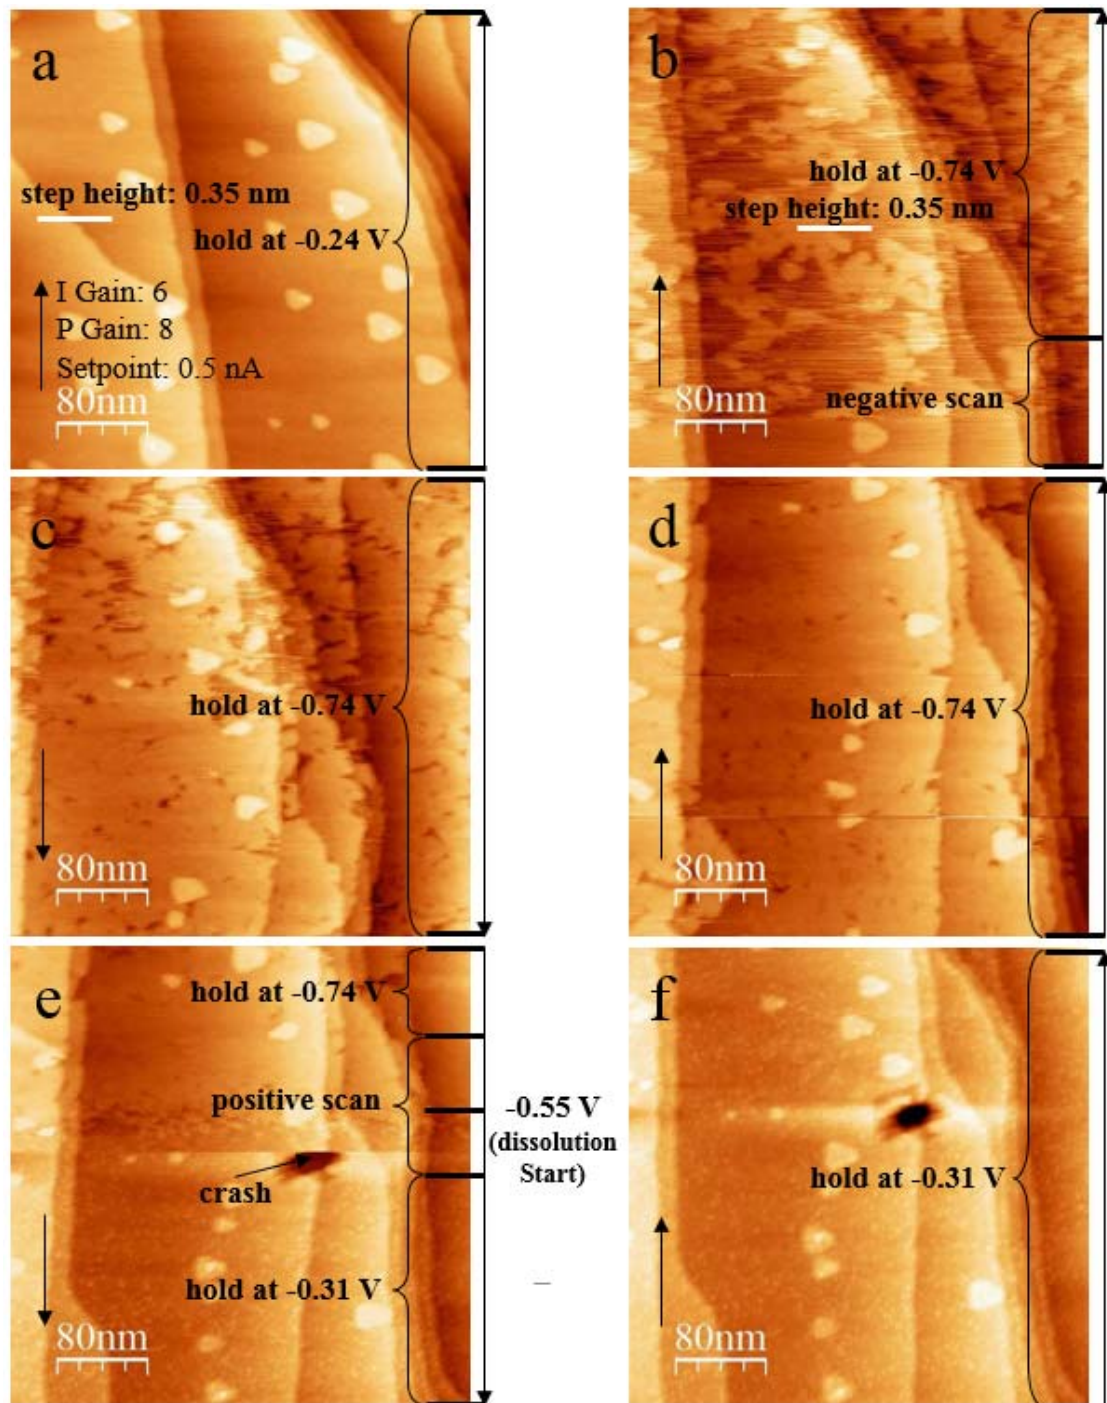 a
step height: 0.35 nm
hold at -0.24 V
I Gain: 6
P Gain: 8
Setpoint: 0.5 nA
80nm
b
hold at -0.74 V
step height: 0.35 nm
negative scan
80nm
c
hold at -0.74 V
80nm
d
hold at -0.74 V
80nm
e
hold at -0.74 V
positive scan
-0.55 V
(dissolution
Start)
crash
hold at -0.31 V
80nm
f
hold at -0.31 V
80nm